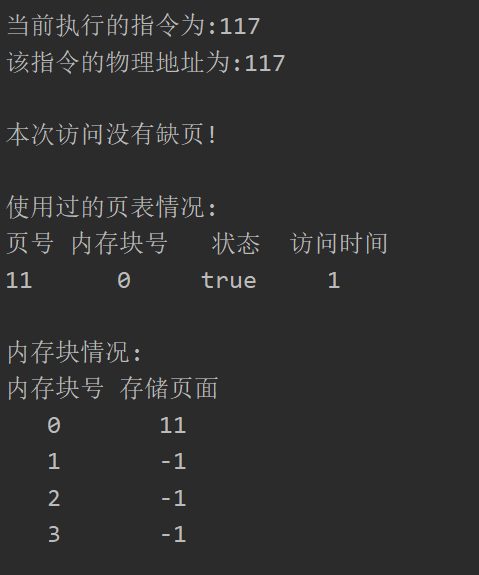 当前执行的指令为:117
该指令的物理地址为:117
本次访问没有缺页!
使用过的页表情况:
页号 内存块号 状态 访问时间
11 0 true 1
内存块情况:
内存块号 存储页面
0 11
1 -1
2 -1
3 -1